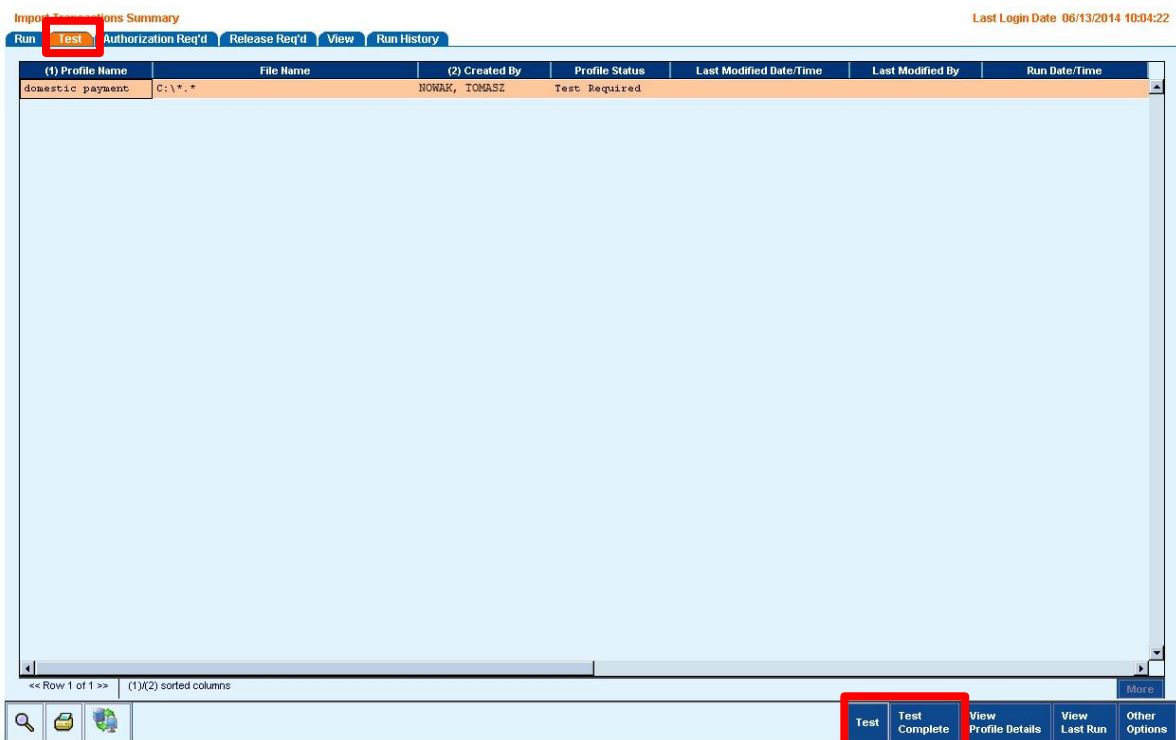 Import Transactions Summary
Last Login Date 06/13/2014 10:04:22
Run Test Authorization Req'd Release Req'd View Run History
(1) Profile Name File Name (2) Created By Profile Status Last Modified Date/Time Last Modified By Run Date/Time
domestic payment C:\*.* NOWAK, TOMASZ Test Required
<< Row 1 of 1 >> (1)/(2) sorted columns
More
Test
Test
Complete
View
Profile Details
View
Last Run
Other
Options